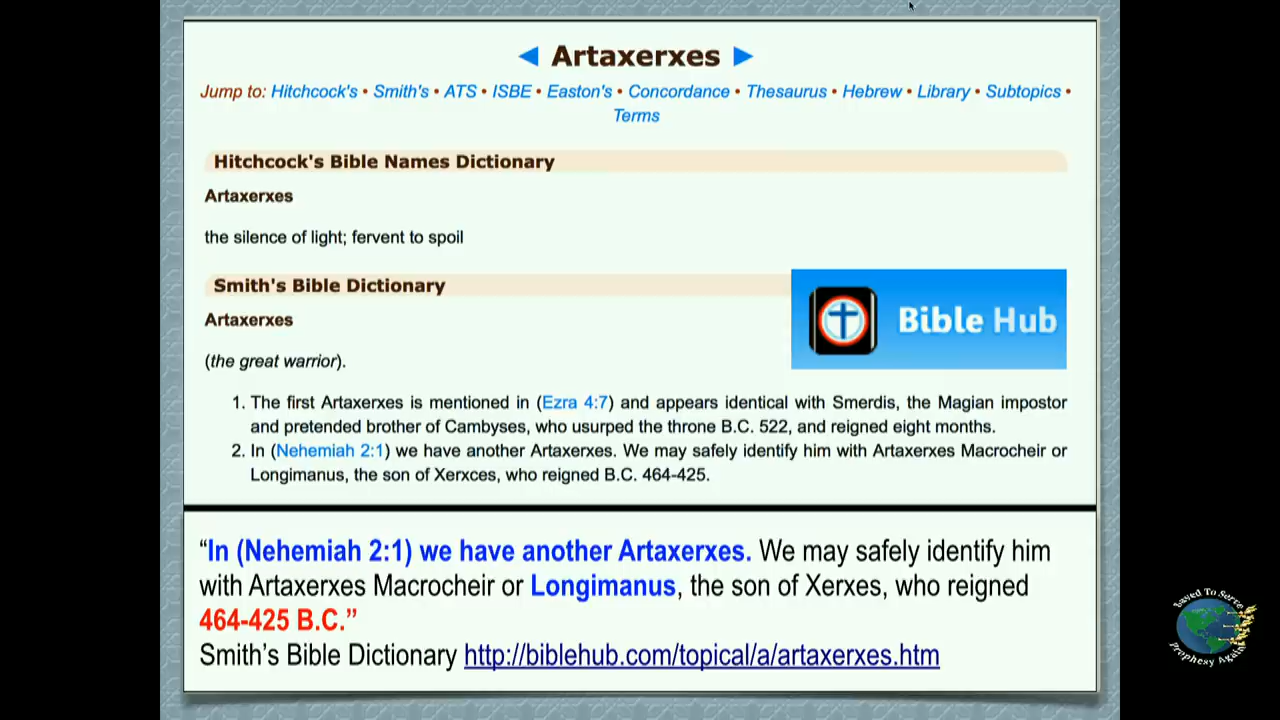 ◄ Artaxerxes ►
Jump to: Hitchcock's • Smith's • ATS • ISBE • Easton's • Concordance • Thesaurus • Hebrew • Library • Subtopics •
Terms
Hitchcock's Bible Names Dictionary
Artaxerxes
the silence of light; fervent to spoil
Smith's Bible Dictionary
Bible Hub
Artaxerxes
(the great warrior).
1. The first Artaxerxes is mentioned in (Ezra 4:7) and appears identical with Smerdis, the Magian impostor
and pretended brother of Cambyses, who usurped the throne B.C. 522, and reigned eight months.
2. In (Nehemiah 2:1) we have another Artaxerxes. We may safely identify him with Artaxerxes Macrocheir or
Longimanus, the son of Xerxces, who reigned B.C. 464-425.
“In (Nehemiah 2:1) we have another Artaxerxes. We may safely identify him
with Artaxerxes Macrocheir or Longimanus, the son of Xerxes, who reigned
464-425 B.C.”
Smith’s Bible Dictionary http://biblehub.com/topical/a/artaxerxes.htm
To Serve
Prophesy Again